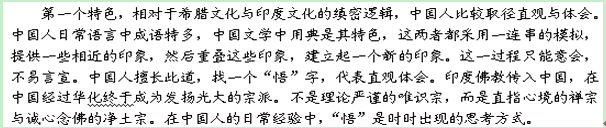 第一个特色，相对于希腊文化与印度文化的缜密逻辑，中国人比较取径直观与体会。
中国人日常语言中成语特多，中国文学中用典是其特色，这两者都采用一连串的模拟，
提供一些相近的印象，然后重叠这些印象，建立起一个新的印象。这一过程只能意会，
不易言宣。中国人擅长此道，找一个“悟”字，代表直观体会。印度佛教传入中国，在
中国经过华化终于成为发扬光大的宗派。不是理论严谨的唯识宗，而是直指心境的禅宗
与诚心念佛的净土宗。在中国人的日常经验中，“悟”是时时出现的思考方式。